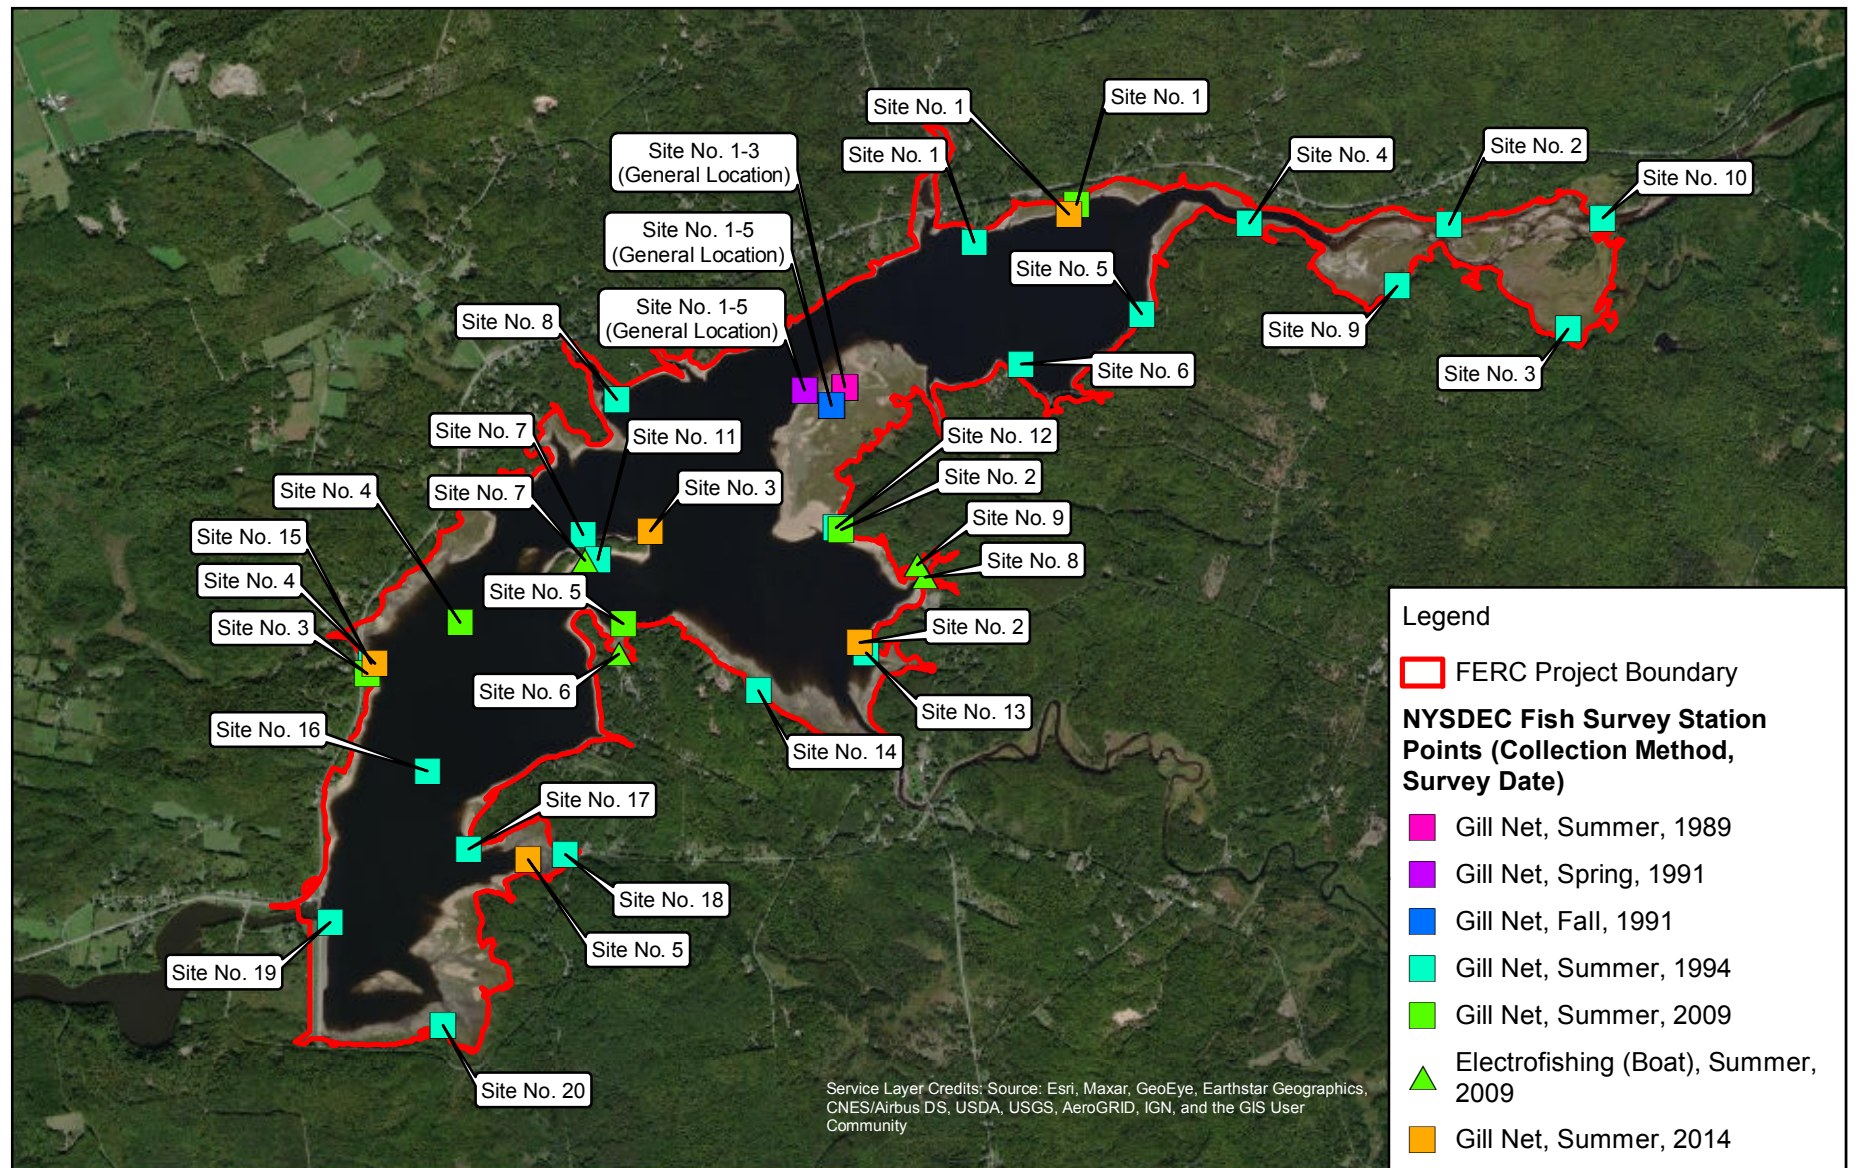 Site No. 1
Site No. 1
Site No. 1-3
(General Location)
Site No. 1
Site No. 4
Site No. 2
Site No. 10
Site No. 1-5
(General Location)
Site No. 5
Site No. 1-5
(General Location)
Site No. 8
Site No. 9
Site No. 6
Site No. 3
Site No. 7
Site No. 11
Site No. 12
Site No. 4
Site No. 7
Site No. 3
Site No. 2
Site No. 15
Site No. 9
Site No. 4
Site No. 5
Site No. 8
Site No. 3
Site No. 2
Site No. 6
Site No. 16
Site No. 13
Site No. 14
Site No. 17
Site No. 18
Site No. 19
Site No. 5
Site No. 20
Service Layer Credits: Source: Esri, Maxar, GeoEye, Earthstar Geographics,
CNES/Airbus DS, USDA, USGS, AeroGRID, IGN, and the GIS User
Community
Legend
FERC Project Boundary
NYSDEC Fish Survey Station
Points (Collection Method,
Survey Date)
Gill Net, Summer, 1989
Gill Net, Spring, 1991
Gill Net, Fall, 1991
Gill Net, Summer, 1994
Gill Net, Summer, 2009
Electrofishing (Boat), Summer,
2009
Gill Net, Summer, 2014